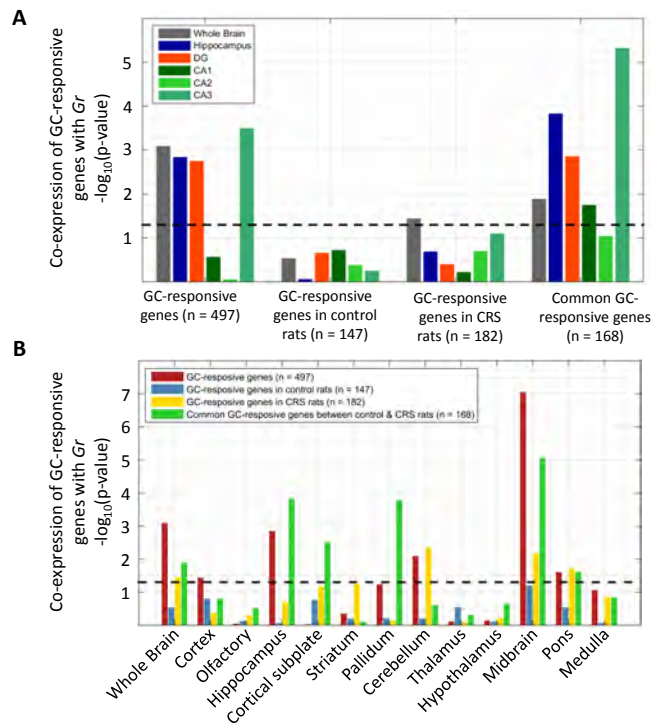 A
Whole Brain
Hippocampus
DG
CA1
CA2
CA3
Co-expression of GC-responsive
genes with Gr
-log10(p-value)
5
4
3
2
1
GC-responsive
genes (n = 497)
GC-responsive
genes in control
rats (n = 147)
GC-responsive
genes in CRS
rats (n = 182)
Common GC-
responsive genes
(n = 168)
B
GC-resposive genes (n = 497)
GC-resposive genes in control rats (n = 147)
GC-resposive genes in CRS rats (n = 182)
Common GC-resposive genes between control & CRS rats (n = 168)
Co-expression of GC-responsive
genes with Gr
-log10(p-value)
7
6
5
4
3
2
1
Whole Brain
Cortex
Olfactory
Hippocampus
Cortical subplate
Striatum
Pallidum
Cerebellum
Thalamus
Hypothalamus
Midbrain
Pons
Medulla